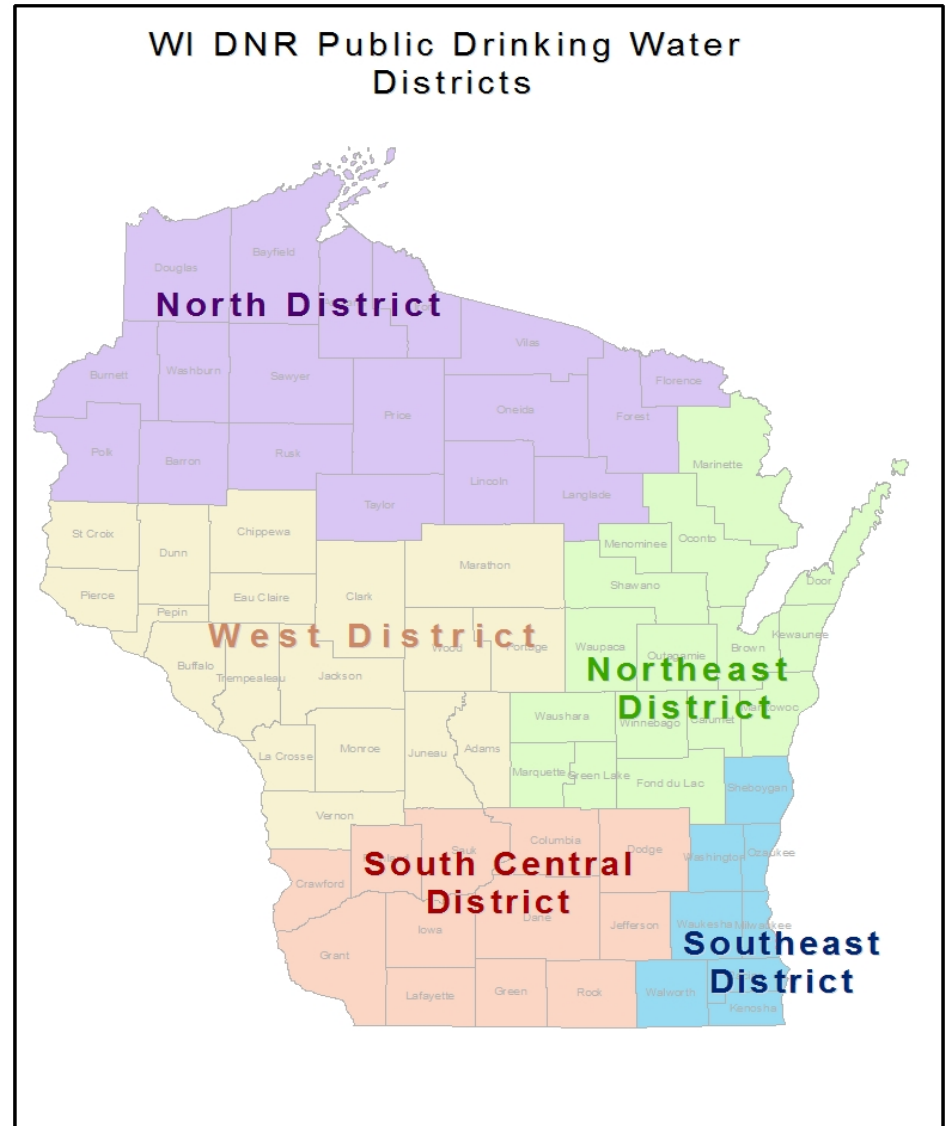 WI DNR Public Drinking Water
Districts
Bayfield
Douglas
North District
Vilas
Burnett
Washburn
Sawyer
Florence
Price
Oneida
Forest
Polk
Barron
Rusk
Marinette
Lincoln
Taylor
Langlade
St Croix
Chippewa
Dunn
Menominee
Oconto
Marathon
Shawano
Door
Pierce
Eau Claire
Clark
Pepin
West District
Wood
Portage
Waupaca
Outagamie
Brown
Kewaunee
Buffalo
Trempealeau
Jackson
Northeast
District
Manitowoc
Waushara
Winnebago
Calumet
La Crosse
Monroe
Juneau
Adams
Marquette
Green Lake
Fond du Lac
Sheboygan
Vernon
Columbia
Sauk
Dodge
Washington
Ozaukee
South Central
District
Crawford
Dane
Iowa
Jefferson
Waukesha
Milwaukee
Southeast
District
Grant
Lafayette
Green
Rock
Walworth
Kenosha